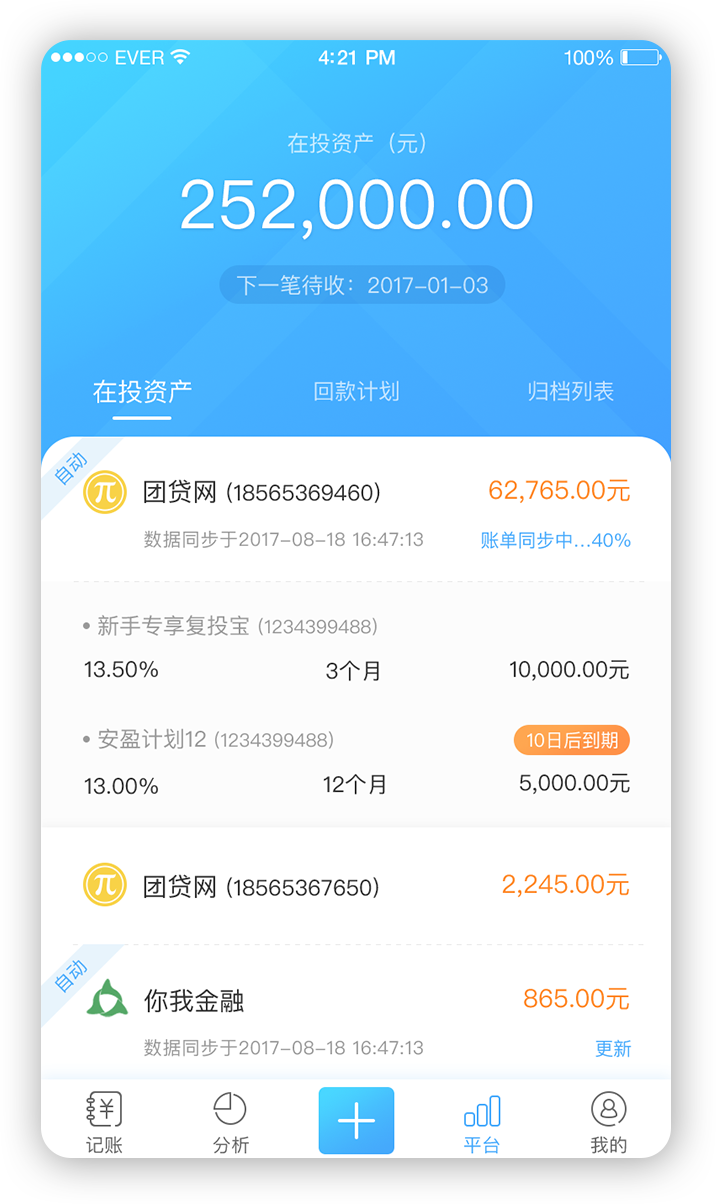 EVER 4:21 PM 100%
在投资产（元）
252,000.00
下一笔待收：2017-01-03
在投资产 回款计划 归档列表
自动
π 团贷网 (18565369460) 62,765.00元
数据同步于2017-08-18 16:47:13 账单同步中...40%
• 新手专享复投宝 (1234399488)
13.50% 3个月 10,000.00元
• 安盈计划12 (1234399488) 10日后到期
13.00% 12个月 5,000.00元
π 团贷网 (18565367650) 2,245.00元
自动
你我金融 865.00元
数据同步于2017-08-18 16:47:13 更新
¥
记账 分析 平台 我的